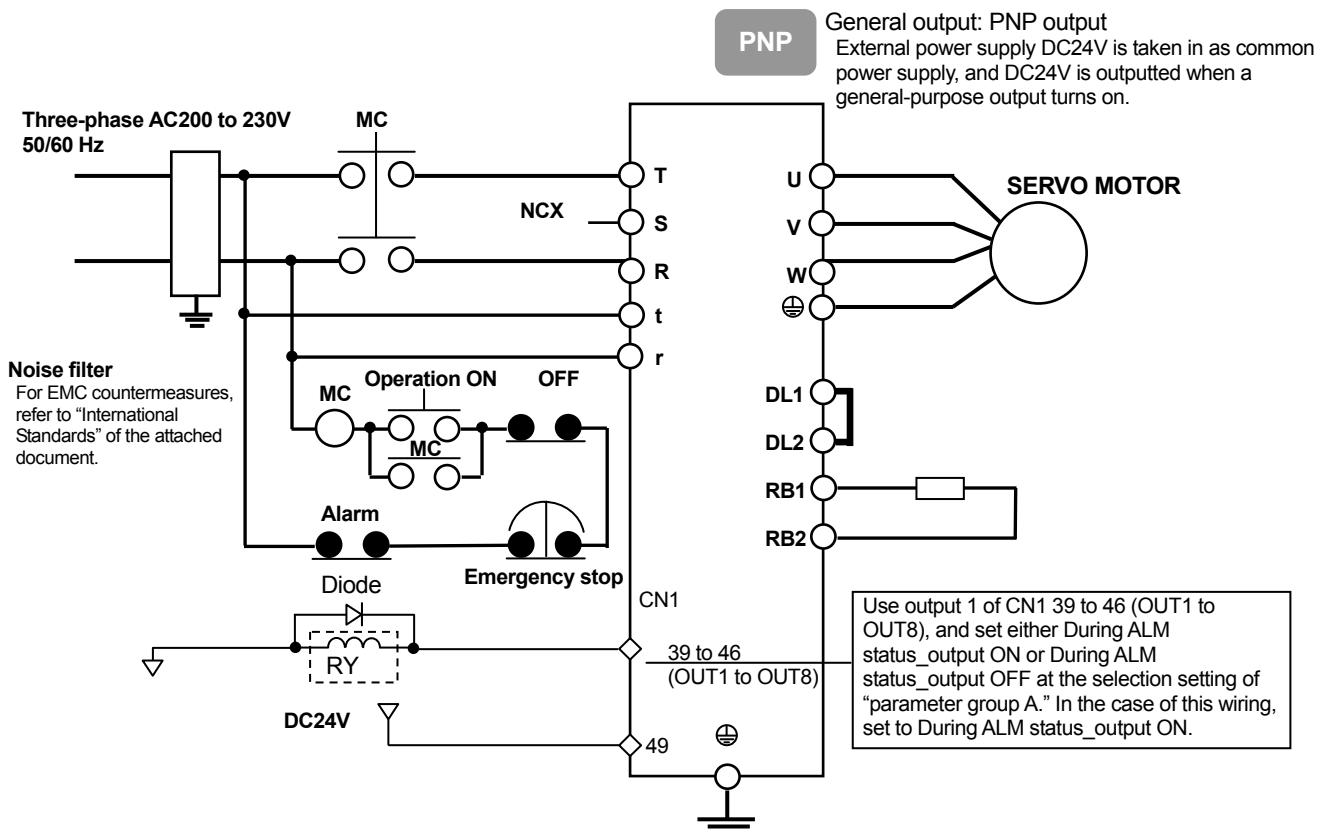 PNP
General output: PNP output
External power supply DC24V is taken in as common
power supply, and DC24V is outputted when a
general-purpose output turns on.
Three-phase AC200 to 230V
50/60 Hz
MC
T
NCX
S
R
t
r
U
V
W
SERVO MOTOR
Noise filter
For EMC countermeasures,
refer to “International
Standards” of the attached
document.
MC
Operation ON
OFF
MC
DL1
DL2
RB1
RB2
Alarm
Emergency stop
Diode
RY
CN1
39 to 46
(OUT1 to OUT8)
DC24V
49
Use output 1 of CN1 39 to 46 (OUT1 to
OUT8), and set either During ALM
status_output ON or During ALM
status_output OFF at the selection setting of
“parameter group A.” In the case of this wiring,
set to During ALM status_output ON.